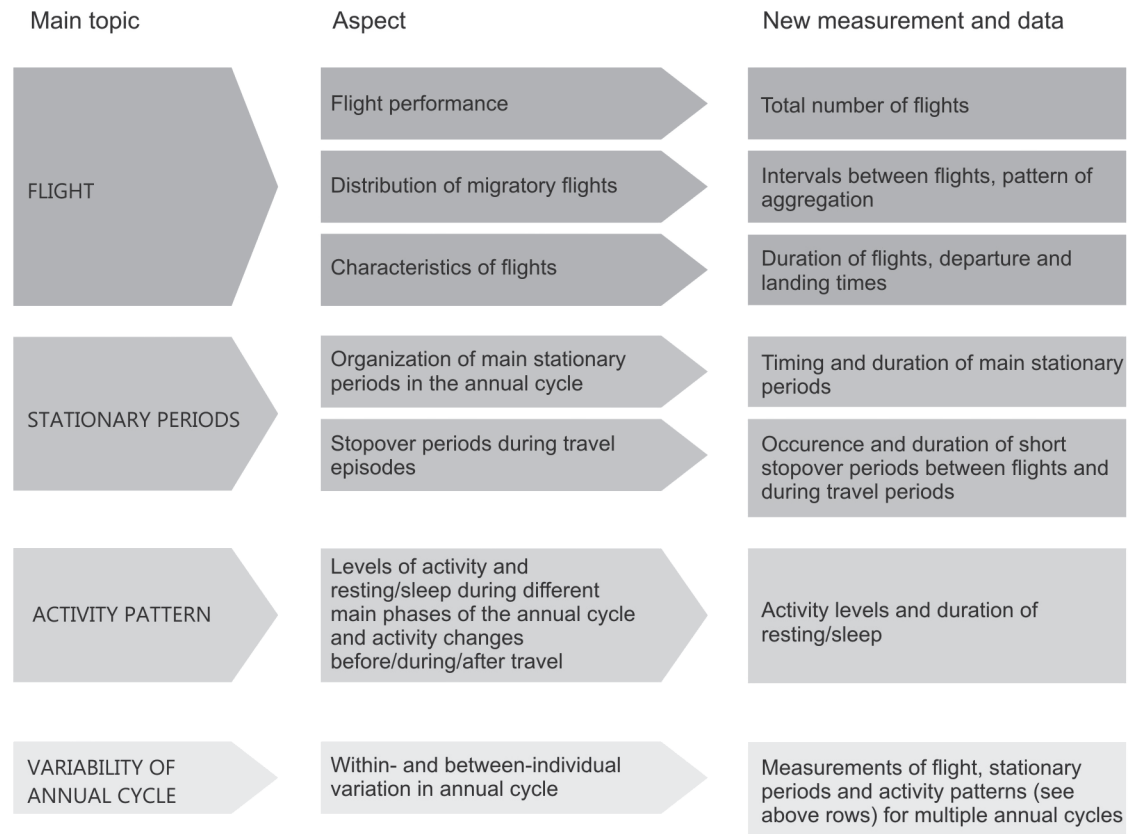 Main topic
Aspect
New measurement and data
FLIGHT
Flight performance
Total number of flights
Distribution of migratory flights
Intervals between flights, pattern of
aggregation
Characteristics of flights
Duration of flights, departure and
landing times
STATIONARY PERIODS
Organization of main stationary
periods in the annual cycle
Timing and duration of main stationary
periods
Stopover periods during travel
episodes
Occurence and duration of short
stopover periods between flights and
during travel periods
ACTIVITY PATTERN
Levels of activity and
resting/sleep during different
main phases of the annual cycle
and activity changes
before/during/after travel
Activity levels and duration of
resting/sleep
VARIABILITY OF
ANNUAL CYCLE
Within- and between-individual
variation in annual cycle
Measurements of flight, stationary
periods and activity patterns (see
above rows) for multiple annual cycles